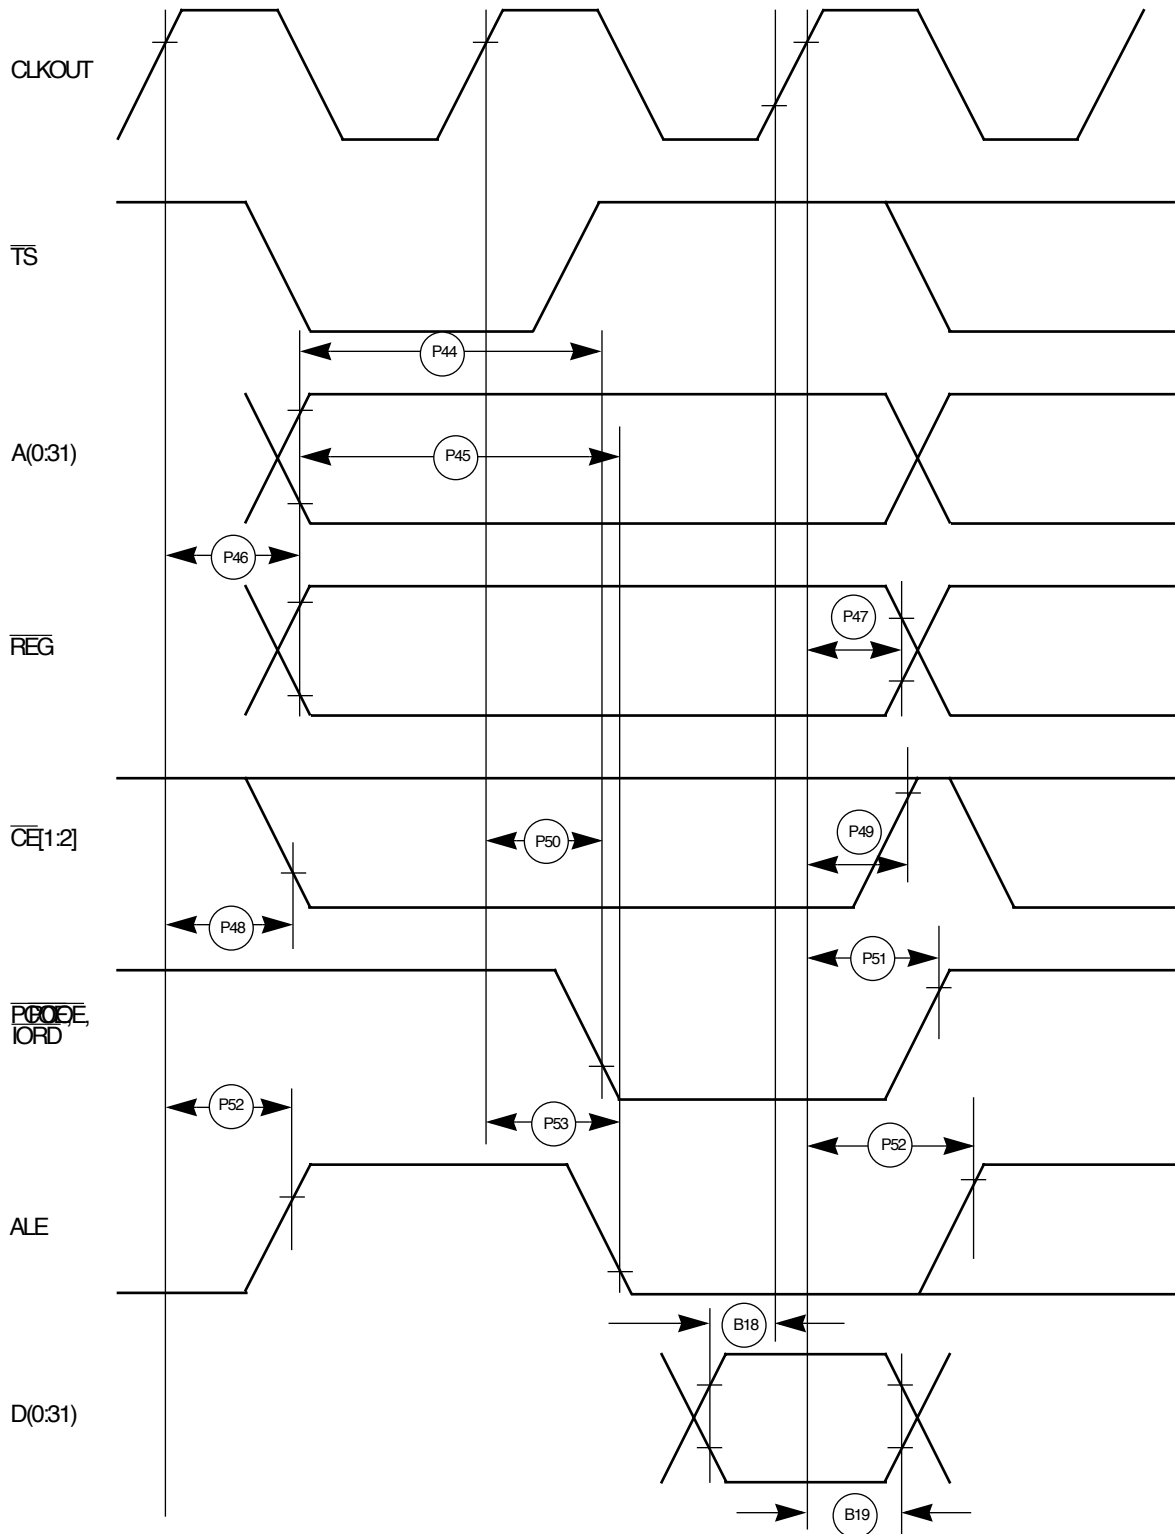 CLKOUT
TS
P44
A(0:31)
P45
P46
P47
REG
P49
CE[1:2]
P50
P48
P51
IORD
P52
P53
P52
ALE
B18
D(0:31)
B19